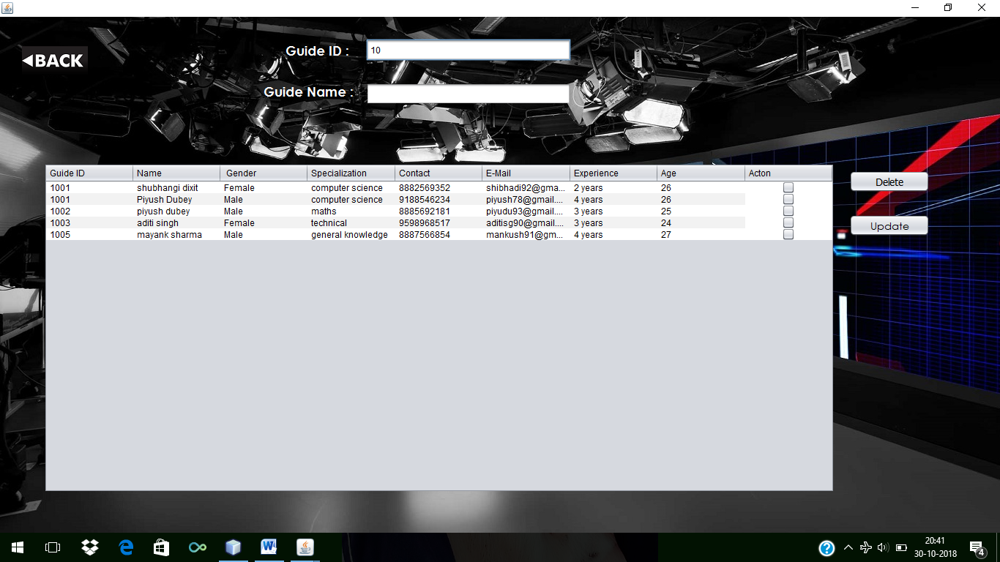 BACK
Guide ID : 10
Guide Name :
Guide ID Name Gender Specialization Contact E-Mail Experience Age Acton
1001 shubhangi dixit Female computer science 8882569352 shibhadi92@gma... 2 years 26
1001 Piyush Dubey Male computer science 9188546234 piyush78@gmail.... 4 years 26
1002 piyush dubey Male maths 8885692181 piyudu93@gmail.... 3 years 25
1003 aditi singh Female technical 9598968517 aditisg90@gmail.... 3 years 24
1005 mayank sharma Male general knowledge 8887566854 mankush91@gm... 4 years 27
Delete
Update
20:41
30-10-2018
4